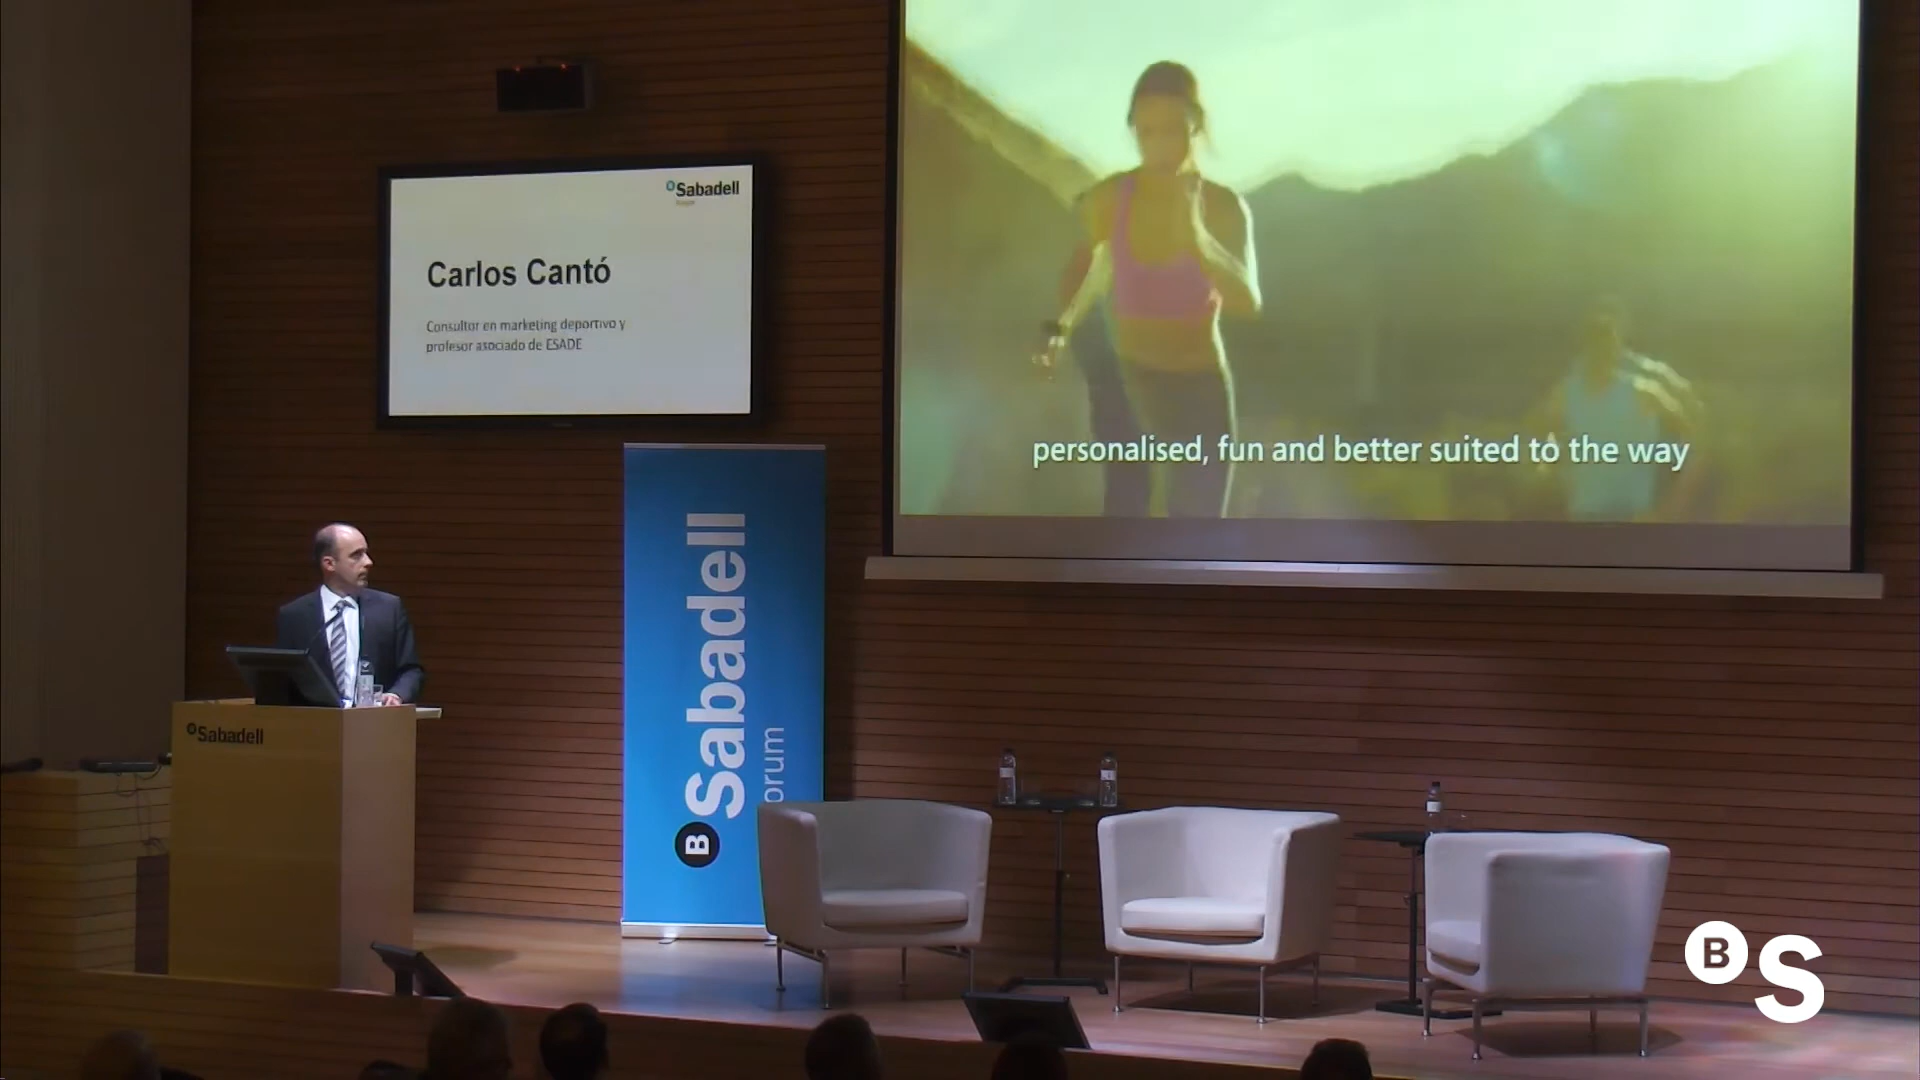 Sabadell
Carlos Cantó
Consultor en marketing deportivo y
profesor asociado de ESADE
personalised, fun and better suited to the way
Sabadell
B Sabadell
orum
B S